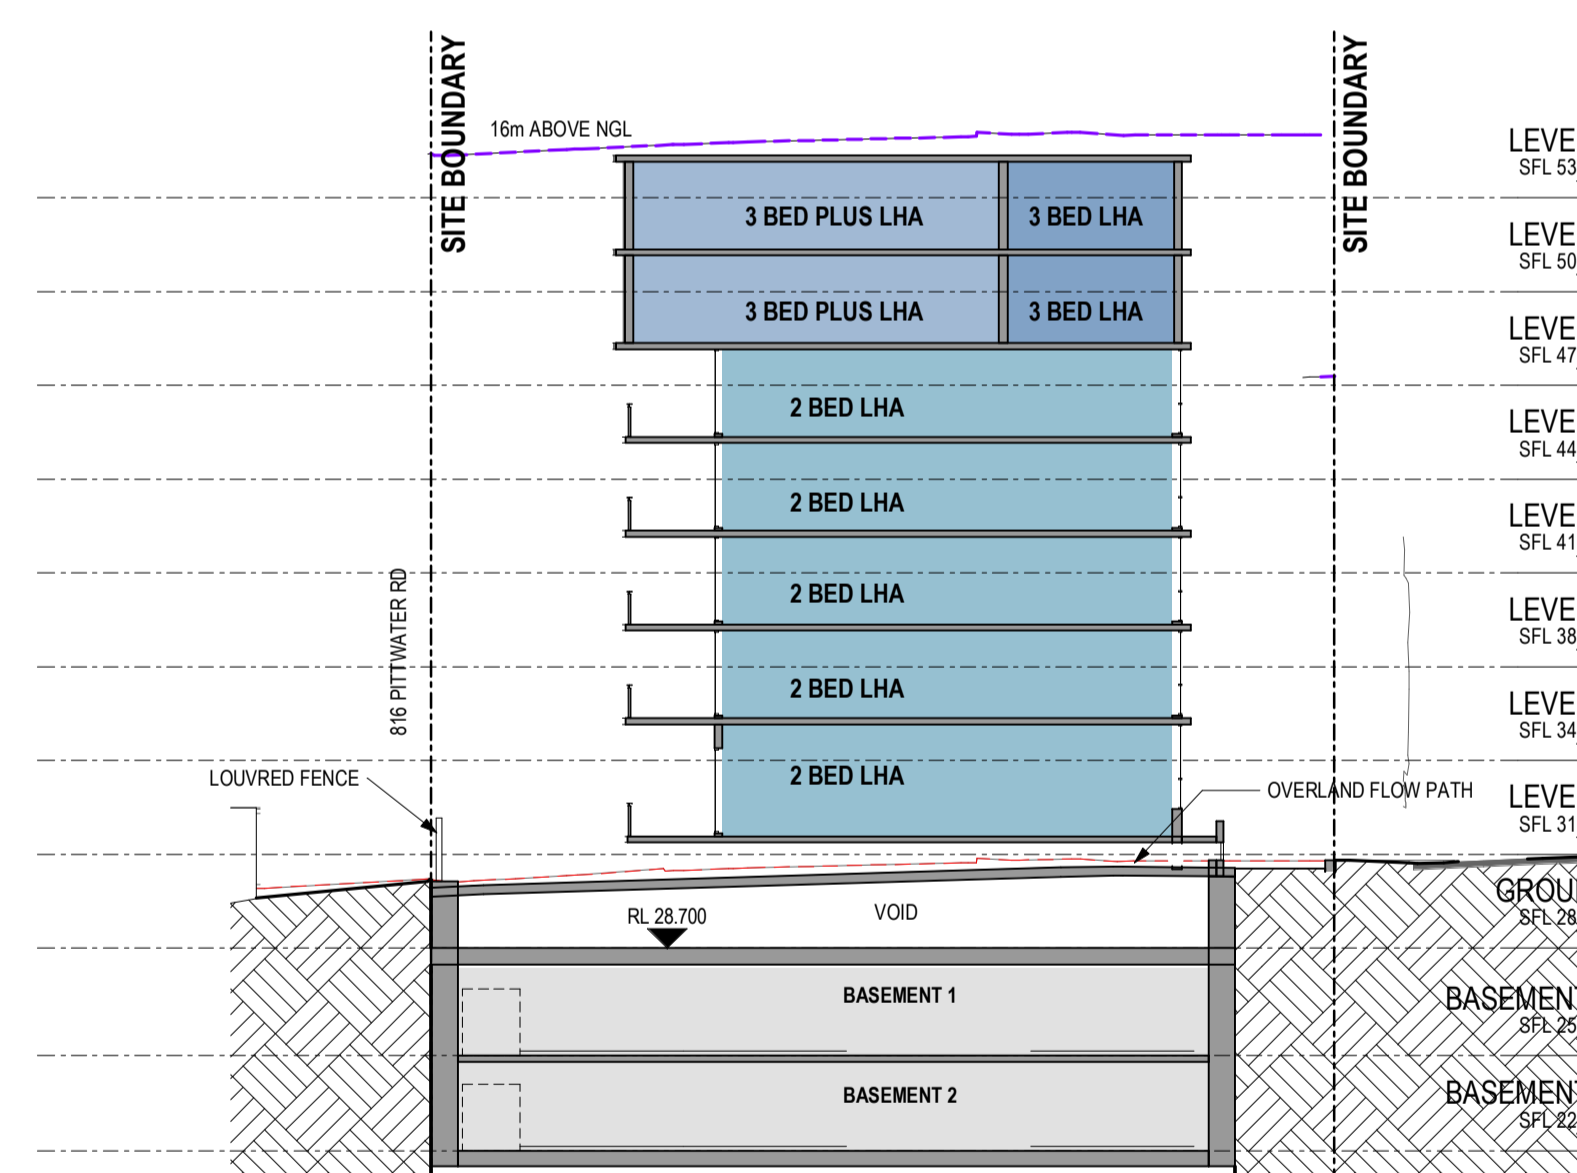 SITE BOUNDARY
SITE BOUNDARY
16m ABOVE NGL
LEVE
SFL 53
3 BED PLUS LHA
3 BED LHA
LEVE
SFL 50
3 BED PLUS LHA
3 BED LHA
LEVE
SFL 47
2 BED LHA
LEVE
SFL 44
2 BED LHA
LEVE
SFL 41
2 BED LHA
LEVE
SFL 38
816 PITTWATER RD
2 BED LHA
LEVE
SFL 34
LOUVRED FENCE
2 BED LHA
OVERLAND FLOW PATH
LEVE
SFL 31
RL 28.700
VOID
GROU
SFL 28
BASEMENT 1
BASEMENT
SFL 25
BASEMENT 2
BASEMENT
SFL 22